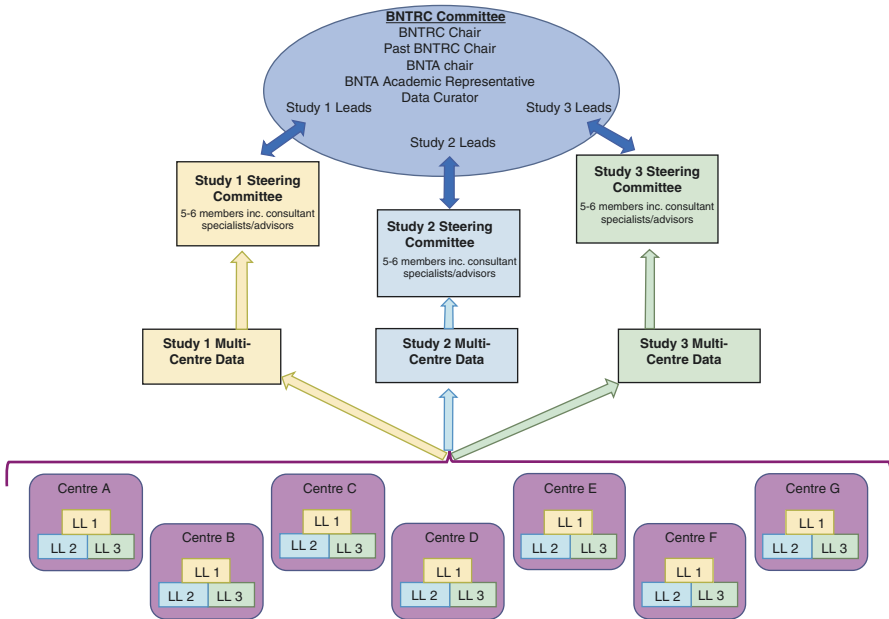 BNTRC Committee
BNTRC Chair
Past BNTRC Chair
BNTA chair
BNTA Academic Representative
Data Curator
Study 1 Leads
Study 3 Leads
Study 2 Leads
Study 1 Steering
Committee
5-6 members inc. consultant
specialists/advisors
Study 2 Steering
Committee
5-6 members inc. consultant
specialists/advisors
Study 3 Steering
Committee
5-6 members inc. consultant
specialists/advisors
Study 1 Multi-
Centre Data
Study 2 Multi-
Centre Data
Study 3 Multi-
Centre Data
Centre A
LL 1
LL 2
LL 3
Centre B
LL 1
LL 2
LL 3
Centre C
LL 1
LL 2
LL 3
Centre D
LL 1
LL 2
LL 3
Centre E
LL 1
LL 2
LL 3
Centre F
LL 1
LL 2
LL 3
Centre G
LL 1
LL 2
LL 3